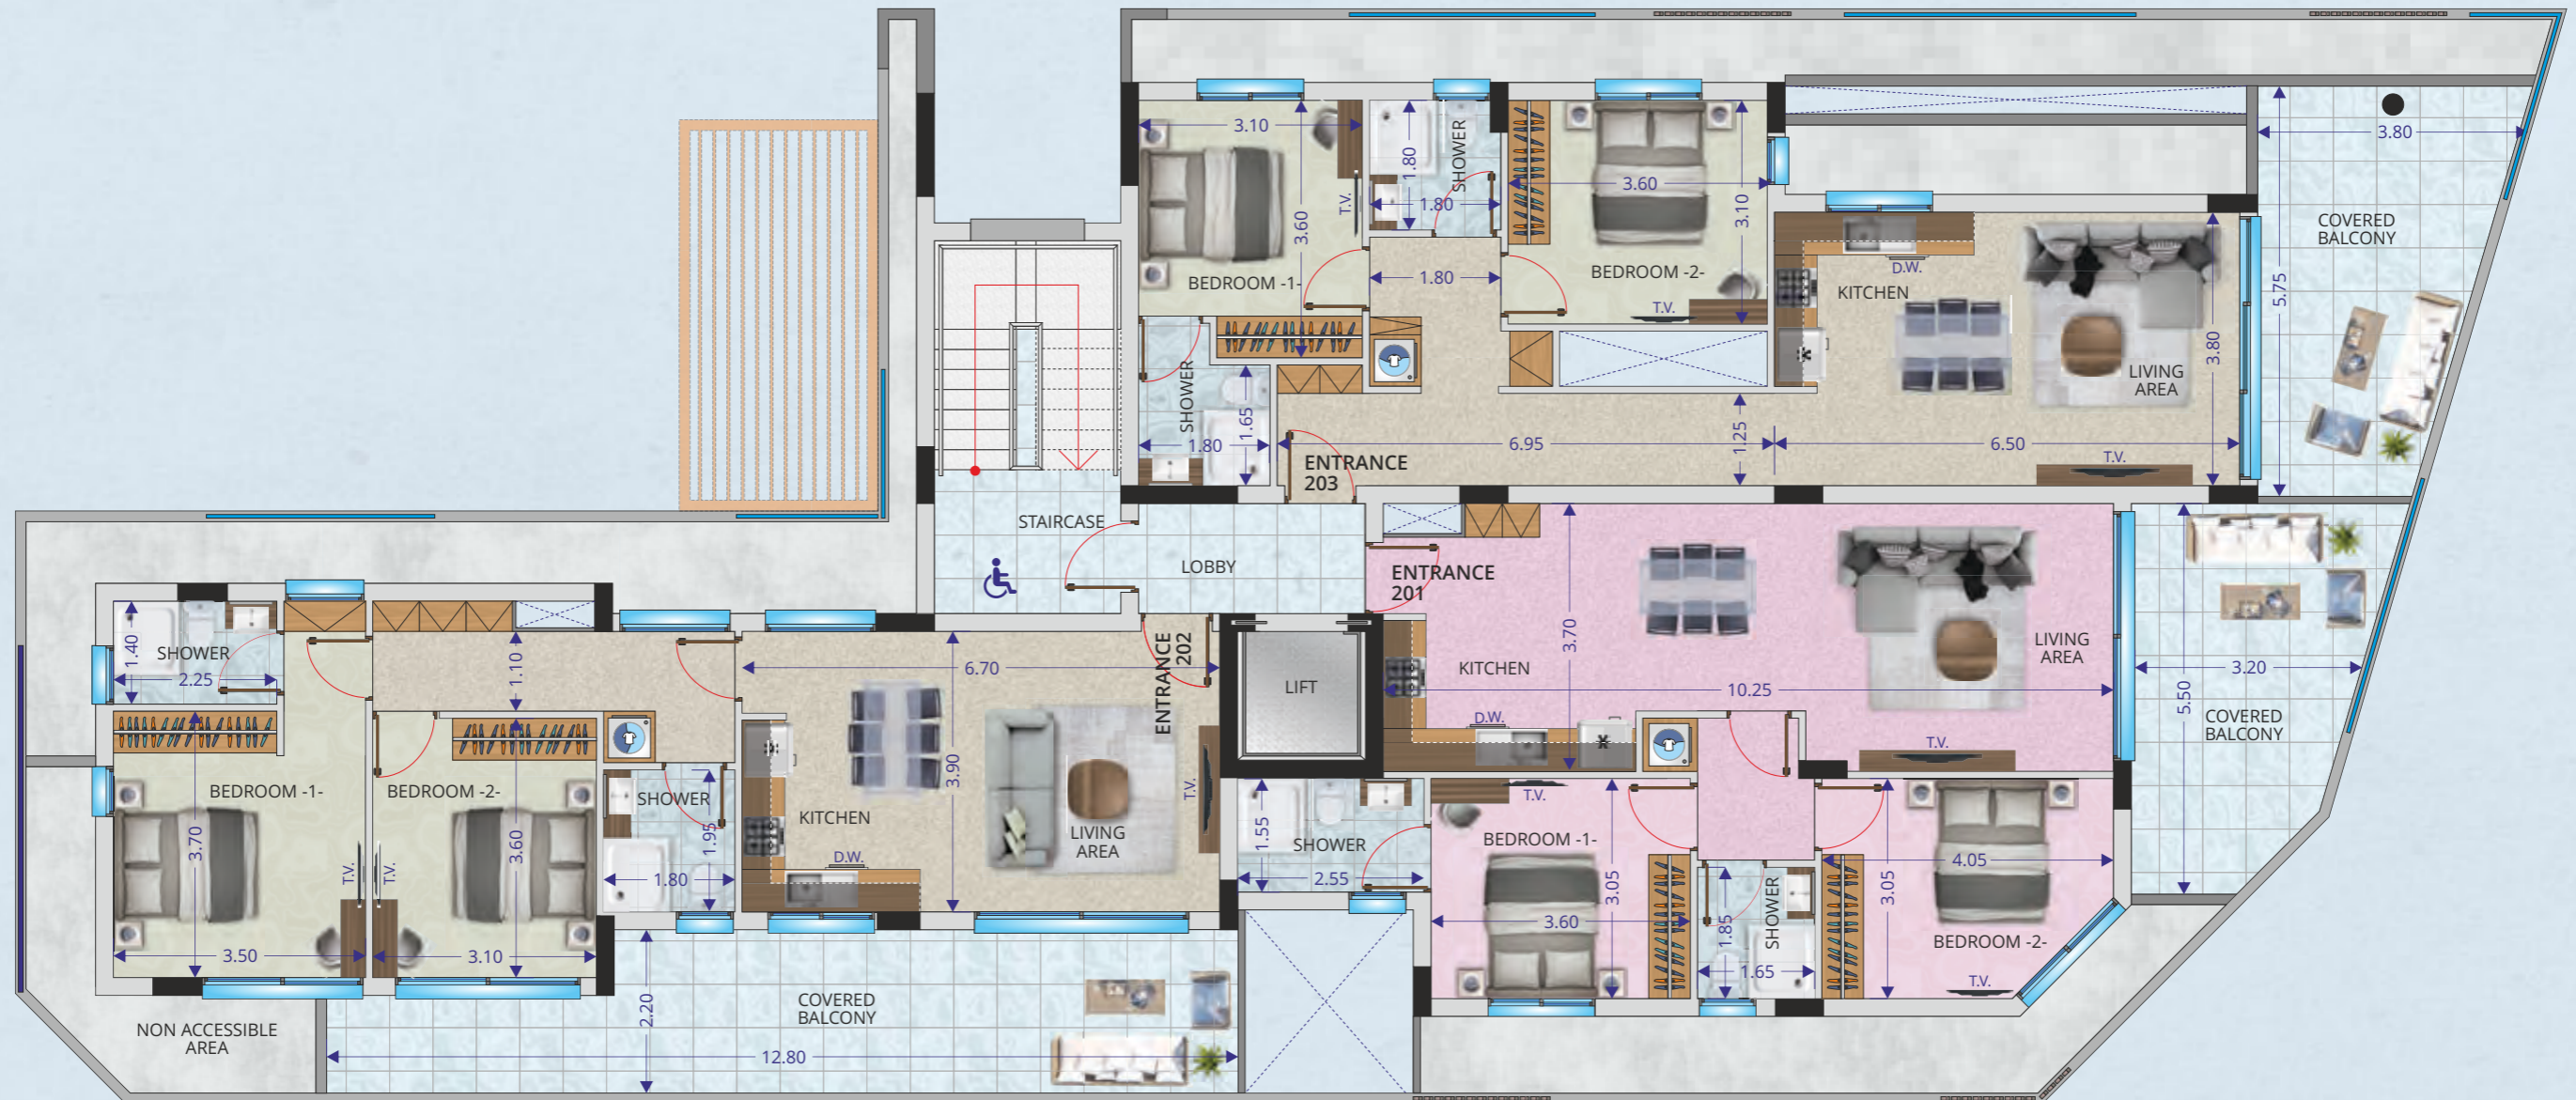 3.10
3.60
T.V.
BEDROOM -1-
1.80
SHOWER
1.80
1.80
3.60
3.10
BEDROOM -2-
T.V.
D.W.
KITCHEN
3.80
LIVING
AREA
T.V.
3.80
COVERED
BALCONY
5.75
SHOWER
1.65
1.80
6.95
1.25
6.50
ENTRANCE
203
STAIRCASE
LOBBY
ENTRANCE
201
3.70
KITCHEN
10.25
D.W.
LIVING
AREA
T.V.
3.20
5.50
COVERED
BALCONY
LIFT
ENTRANCE
202
1.40
SHOWER
2.25
1.10
6.70
3.90
BEDROOM -1-
3.70
T.V.
3.50
BEDROOM -2-
T.V.
3.60
3.10
SHOWER
1.95
1.80
KITCHEN
D.W.
LIVING
AREA
T.V.
1.55
SHOWER
2.55
T.V.
BEDROOM -1-
3.05
3.60
SHOWER
1.85
1.65
4.05
3.05
BEDROOM -2-
T.V.
NON ACCESSIBLE
AREA
2.20
COVERED
BALCONY
12.80